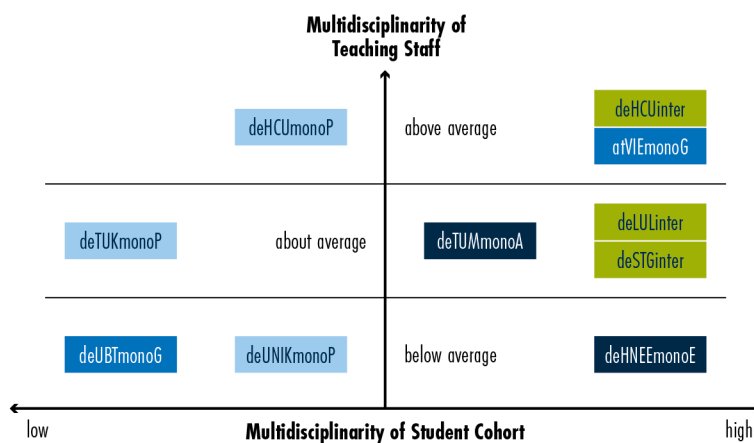 Multidisciplinarity of
Teaching Staff
deHCUmonoP
above average
deHCUinter
atVIEmonoG
deTUKmonoP
about average
deTUMmonoA
deLULinter
deSTGinter
deUBTmonoG
deUNIKmonoP
below average
deHNEEmonoE
low
Multidisciplinarity of Student Cohort
high